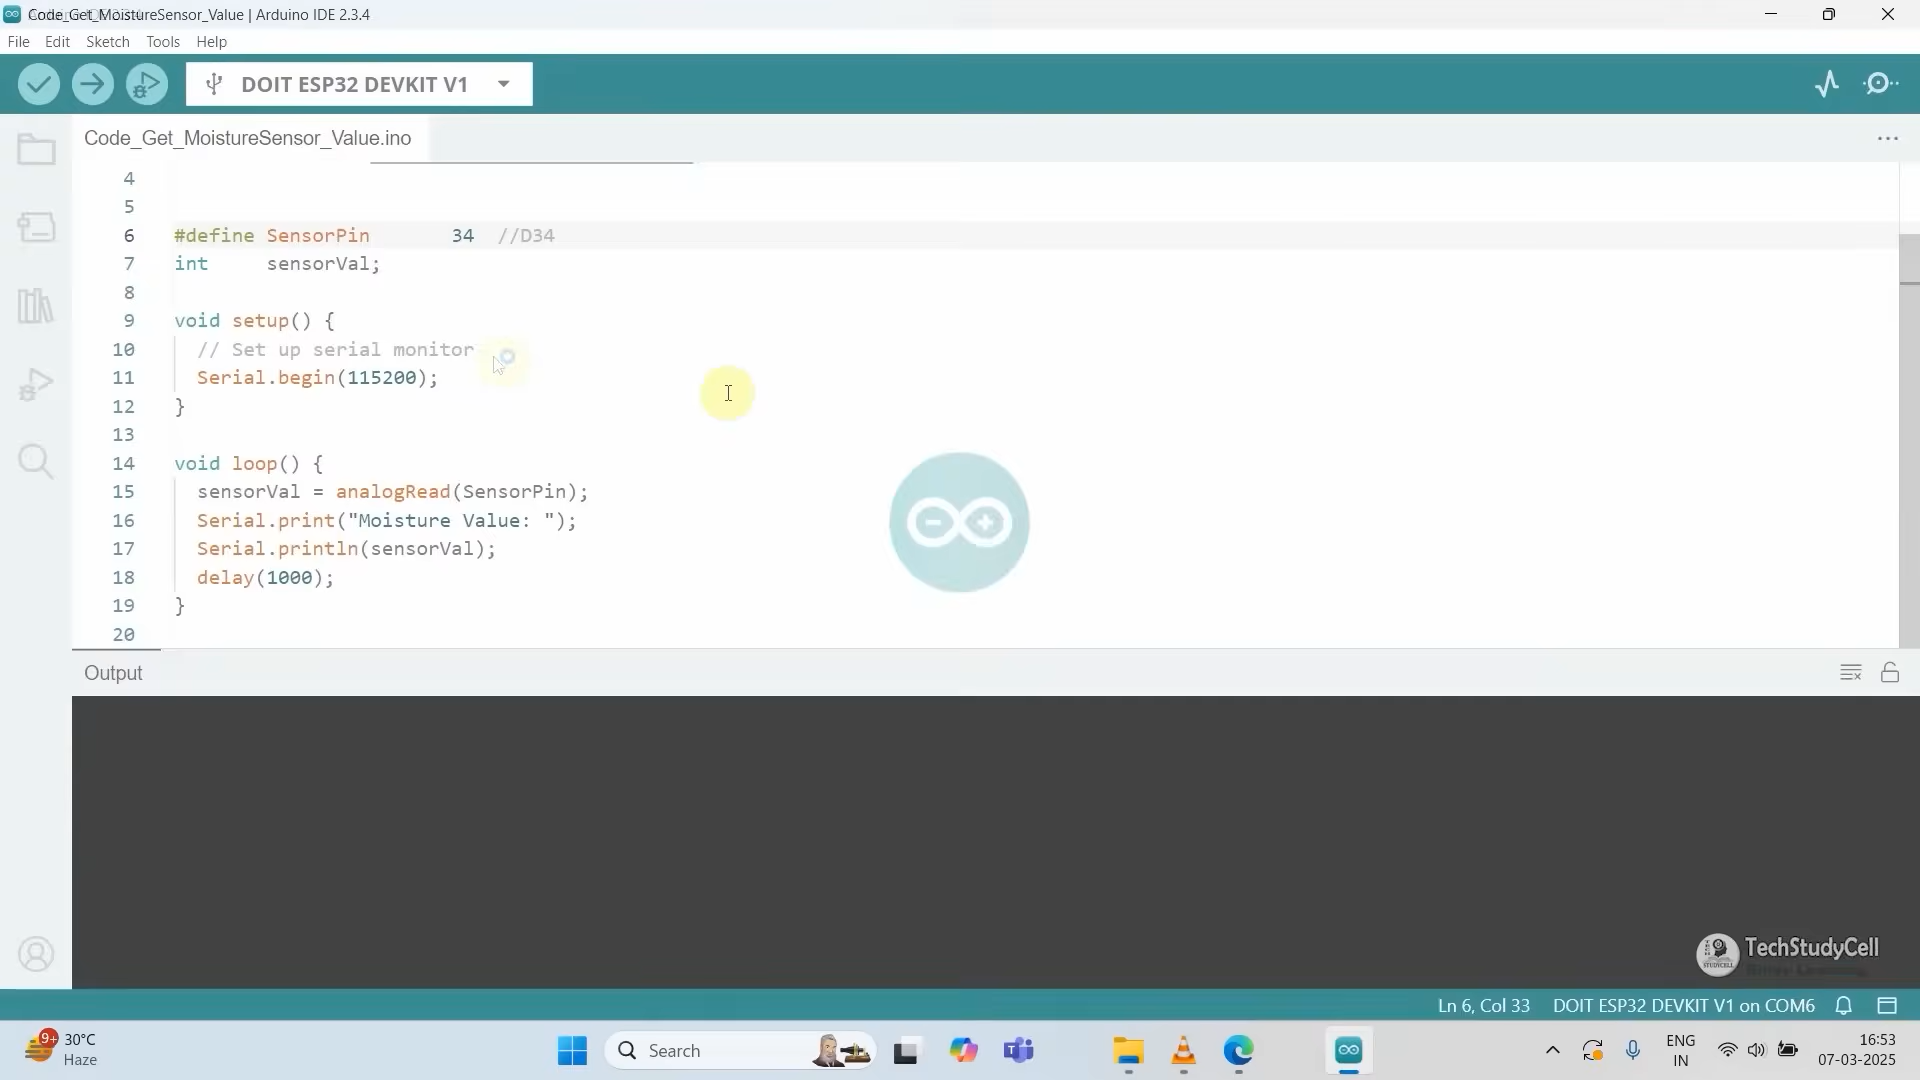 Code_Get_MoistureSensor_Value | Arduino IDE 2.3.4
File Edit Sketch Tools Help
DOIT ESP32 DEVKIT V1
Code_Get_MoistureSensor_Value.ino
4
5
6 #define SensorPin 34 //D34
7 int sensorVal;
8
9 void setup() {
10 // Set up serial monitor
11 Serial.begin(115200);
12 }
13
14 void loop() {
15 sensorVal = analogRead(SensorPin);
16 Serial.print("Moisture Value: ");
17 Serial.println(sensorVal);
18 delay(1000);
19 }
20
Output
TechStudyCell
Ln 6, Col 33 DOIT ESP32 DEVKIT V1 on COM6
9+ 30°C
Haze
Search
ENG
IN
16:53
07-03-2025